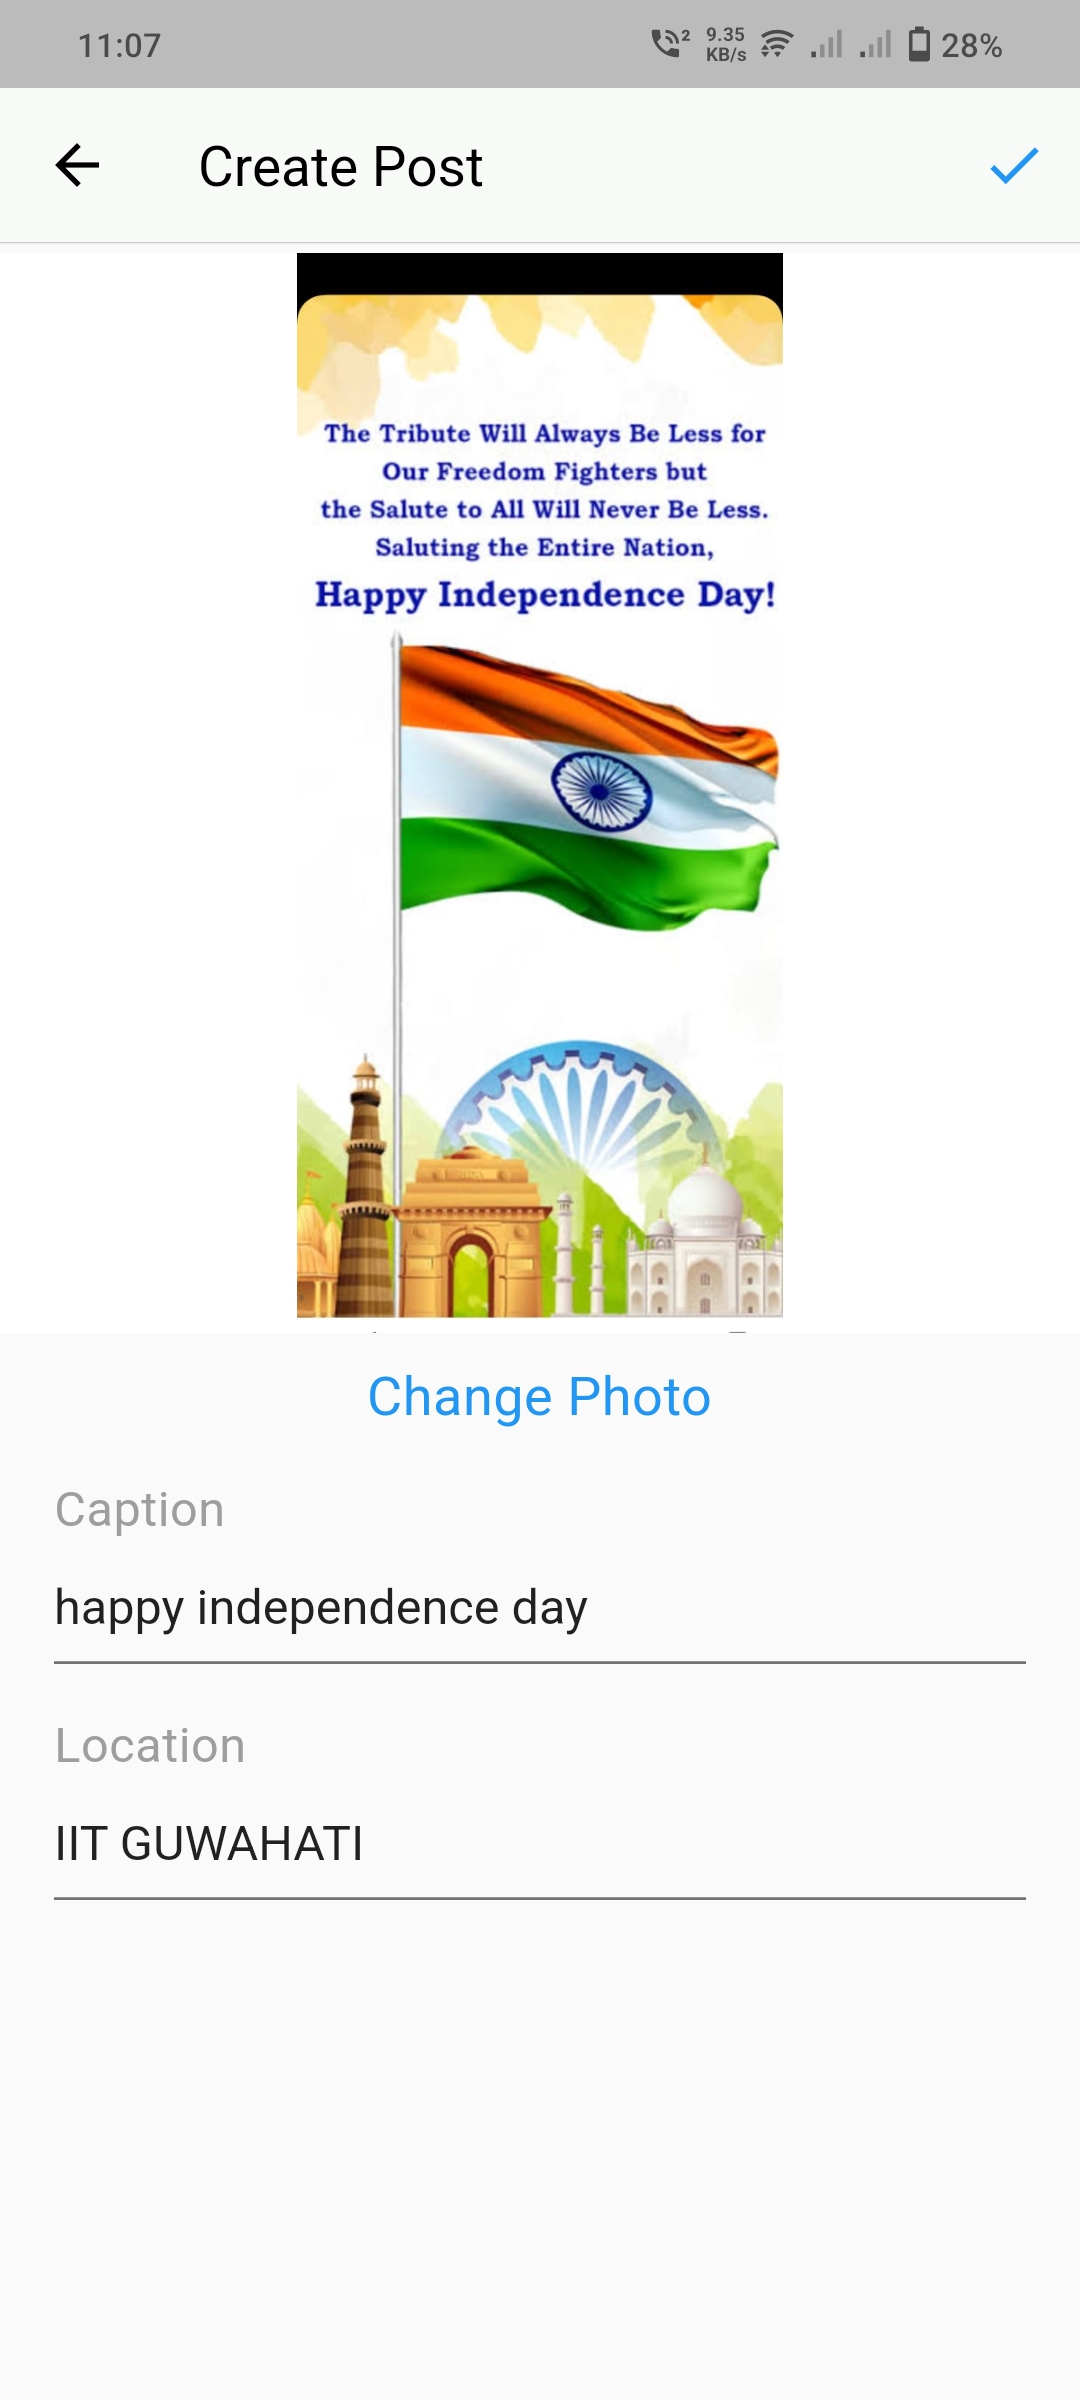 11:07
2
9.35
KB/s
28%
Create Post
The Tribute Will Always Be Less for
Our Freedom Fighters but
the Salute to All Will Never Be Less.
Saluting the Entire Nation,
Happy Independence Day!
Change Photo
Caption
happy independence day
Location
IIT GUWAHATI